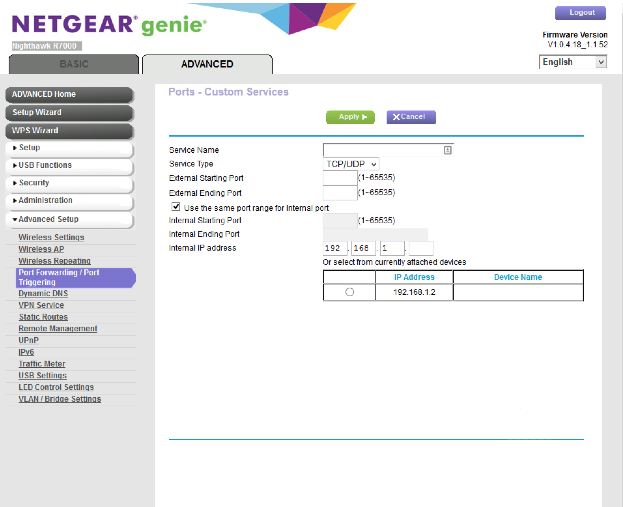 NETGEAR® genie®
Logout
Nighthawk R7000
Firmware Version
V1.0.4.18_1.1.52
BASIC
ADVANCED
English
ADVANCED Home
Setup Wizard
WPS Wizard
Setup
USB Functions
Security
Administration
Advanced Setup
Wireless Settings
Wireless AP
Wireless Repeating
Port Forwarding / Port
Triggering
Dynamic DNS
VPN Service
Static Routes
Remote Management
UPnP
IPv6
Traffic Meter
USB Settings
LED Control Settings
VLAN / Bridge Settings
Ports - Custom Services
Apply
X Cancel
Service Name
Service Type TCP/UDP
External Starting Port (1~65535)
External Ending Port (1~65535)
Use the same port range for Internal port
Internal Starting Port (1~65535)
Internal Ending Port
Internal IP address 192 . 168 . 1 .
Or select from currently attached devices
IP Address Device Name
192.168.1.2